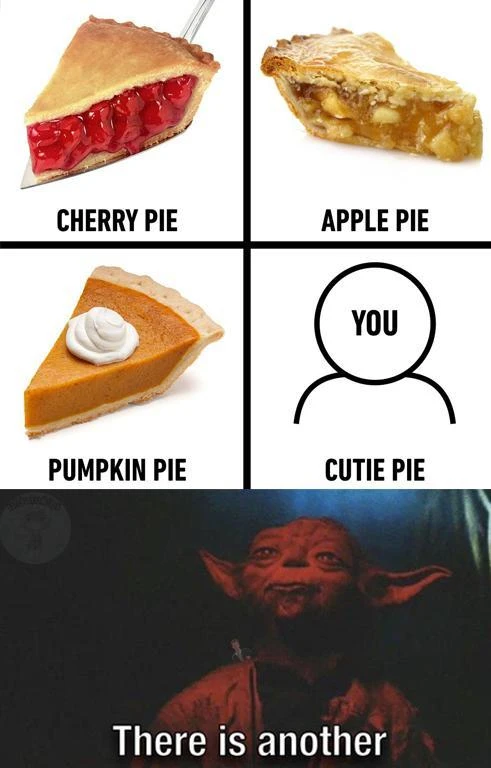 CHERRY PIE
APPLE PIE
YOU
PUMPKIN PIE
CUTIE PIE
There is another